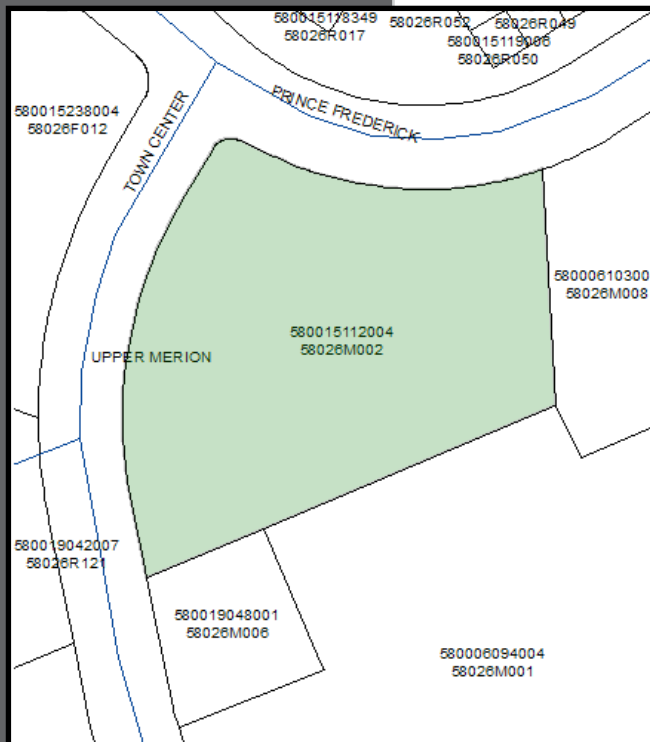 580015178349
58026R017
58026R052
58026R049
580015119006
58026R050
PRINCE FREDERICK
580015238004
58026F012
TOWN CENTER
58000610300
58026M008
580015112004
58026M002
UPPER MERION
580019042007
58026R121
580019048001
58026M006
580006094004
58026M001